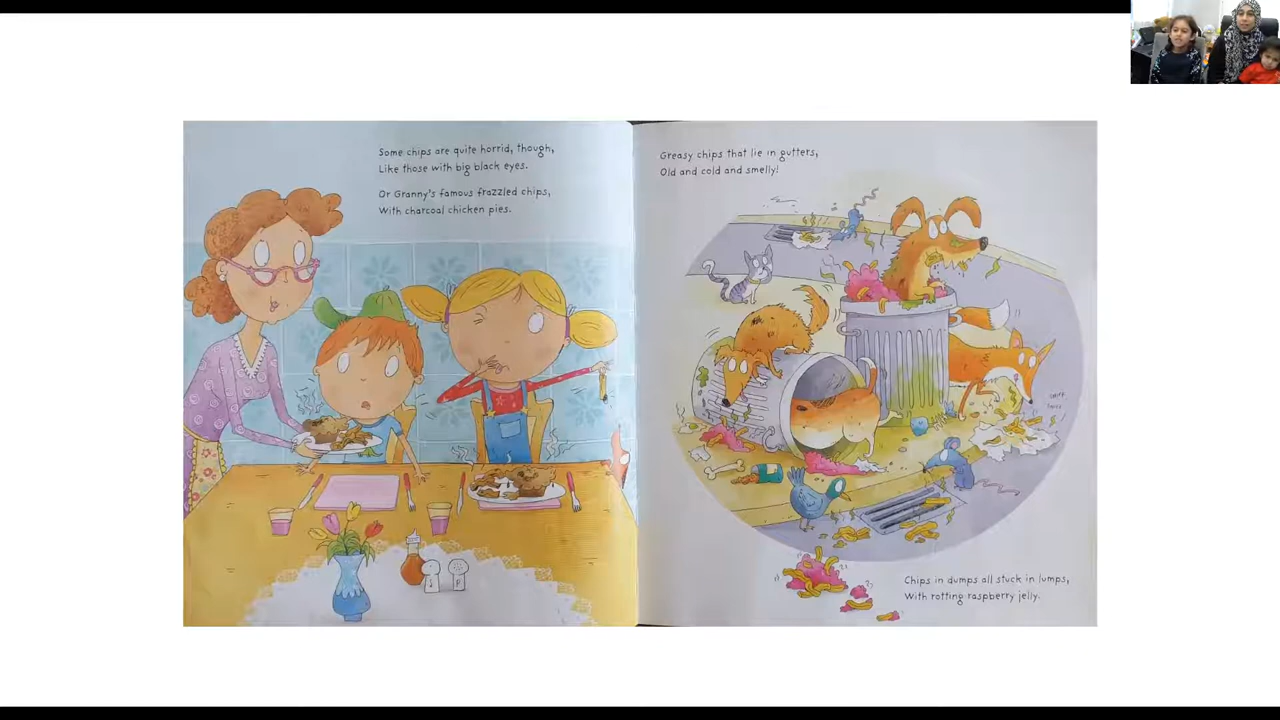 Some chips are quite horrid, though,
Like those with big black eyes.
Or Granny's famous frazzled chips,
With charcoal chicken pies.
Greasy chips that lie in gutters,
Old and cold and smelly!
Chips in dumps all stuck in lumps,
With rotting raspberry jelly.